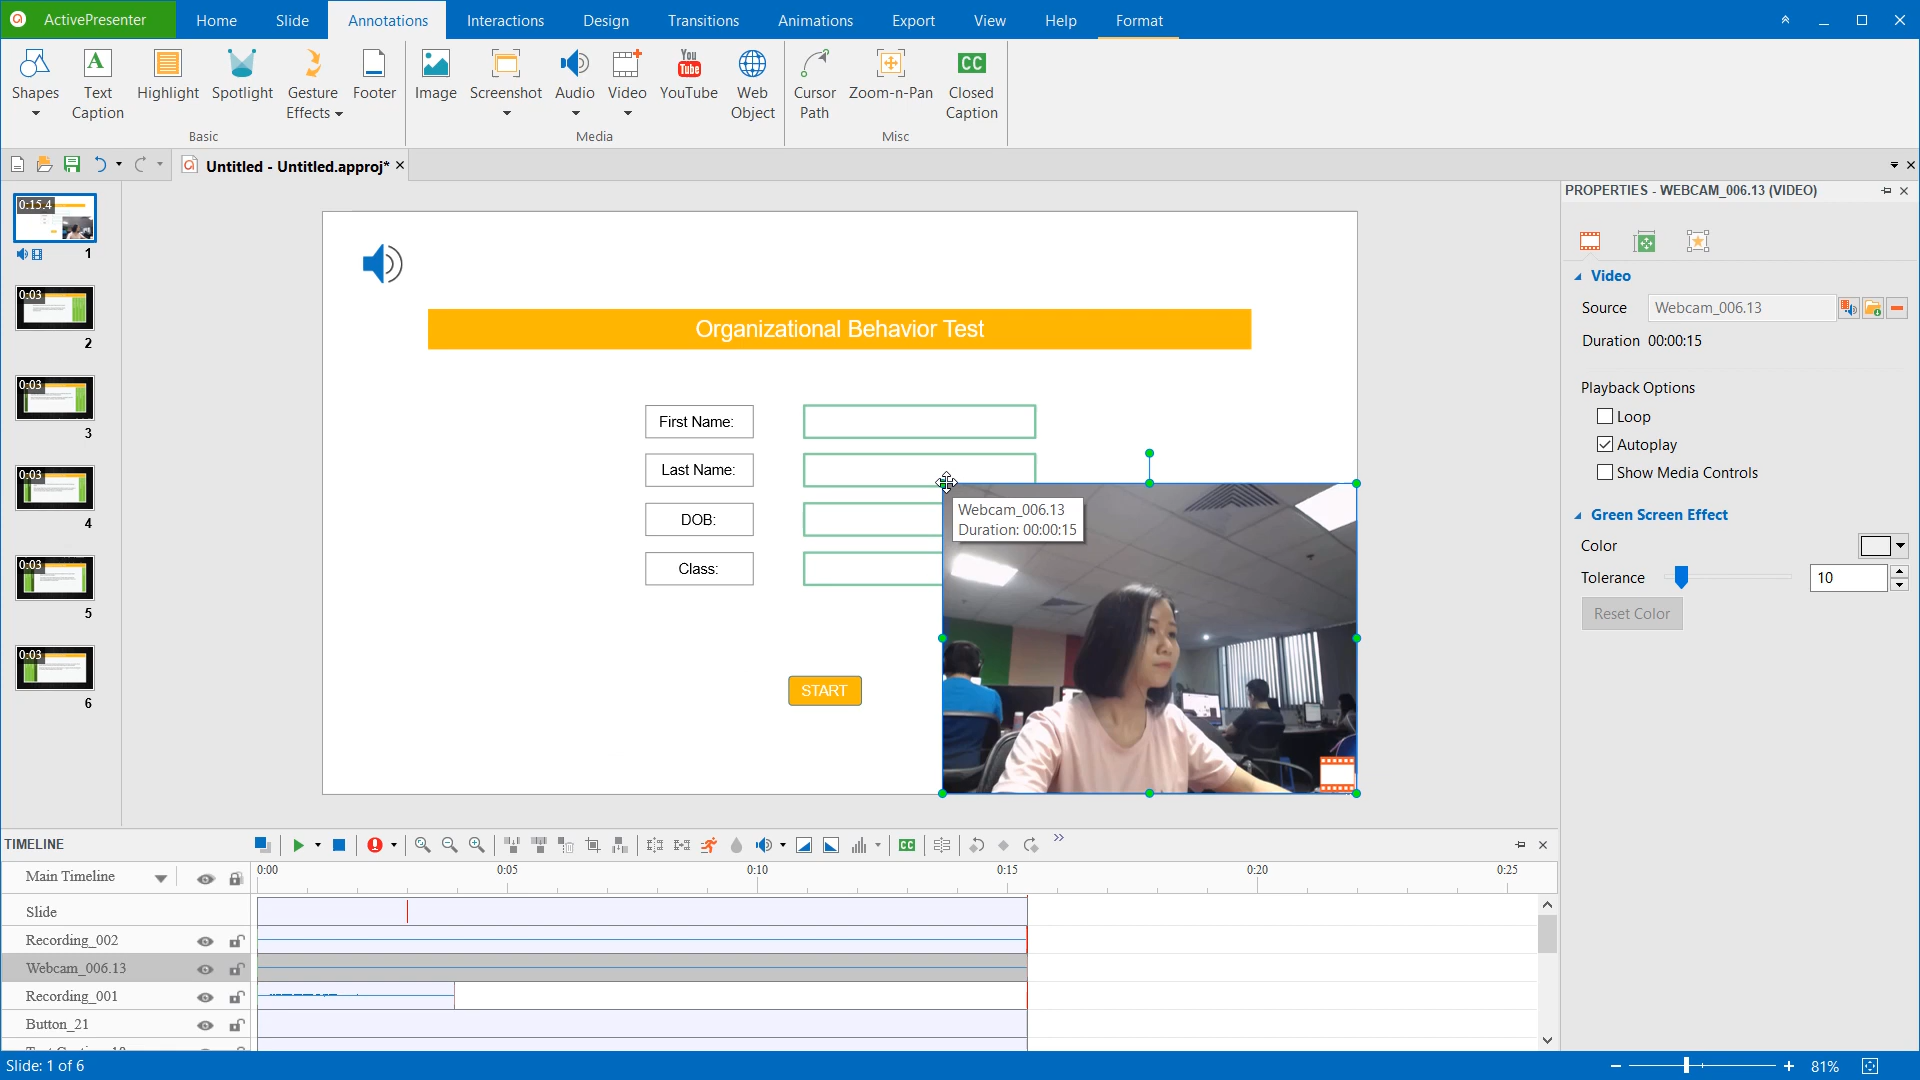 ActivePresenter
Home Slide Annotations Interactions Design Transitions Animations Export View Help Format
Shapes Text Caption Highlight Spotlight Gesture Effects Footer Image Screenshot Audio Video YouTube Web Object Cursor Path Zoom-n-Pan Closed Caption
Basic Media Misc
Untitled - Untitled.approj*
PROPERTIES - WEBCAM_006.13 (VIDEO)
0:15.4
1
0:03
2
0:03
3
0:03
4
0:03
5
0:03
6
Organizational Behavior Test
First Name:
Last Name:
DOB:
Class:
START
Webcam_006.13
Duration: 00:00:15
Video
Source Webcam_006.13
Duration 00:00:15
Playback Options
Loop
Autoplay
Show Media Controls
Green Screen Effect
Color
Tolerance 10
Reset Color
TIMELINE
Main Timeline 0:00 0:05 0:10 0:15 0:20 0:25
Slide
Recording_002
Webcam_006.13
Recording_001
Button_21
Slide: 1 of 6 81%